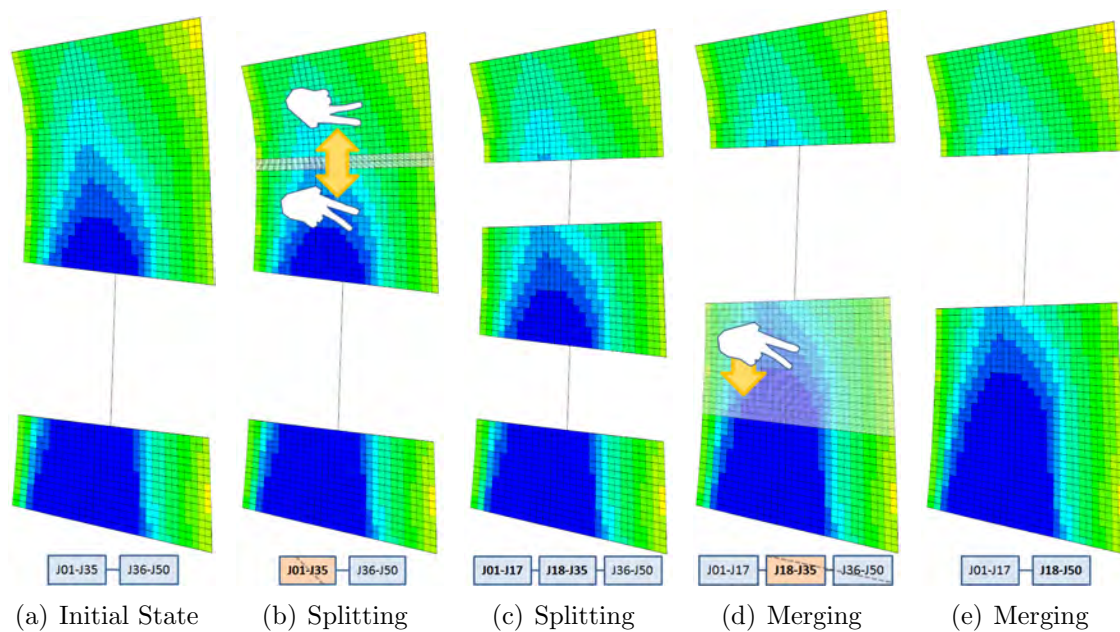 J01-J35 J36-J50
J01-J35 J36-J50
J01-J17 J18-J35 J36-J50
J01-J17 J18-J35 J36-J50
J01-J17 J18-J50
(a) Initial State
(b) Splitting
(c) Splitting
(d) Merging
(e) Merging